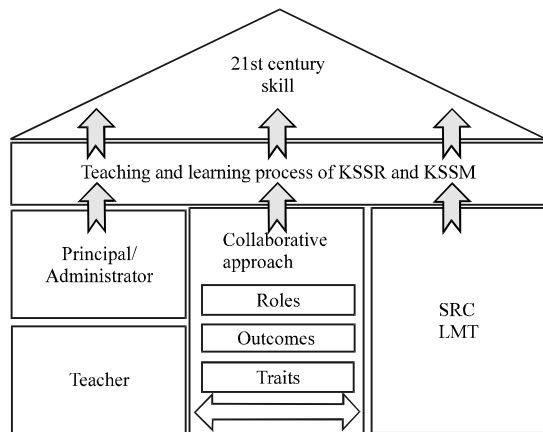 21st century
skill
Teaching and learning process of KSSR and KSSM
Principal/
Administrator
Teacher
Collaborative
approach
Roles
Outcomes
Traits
SRC
LMT